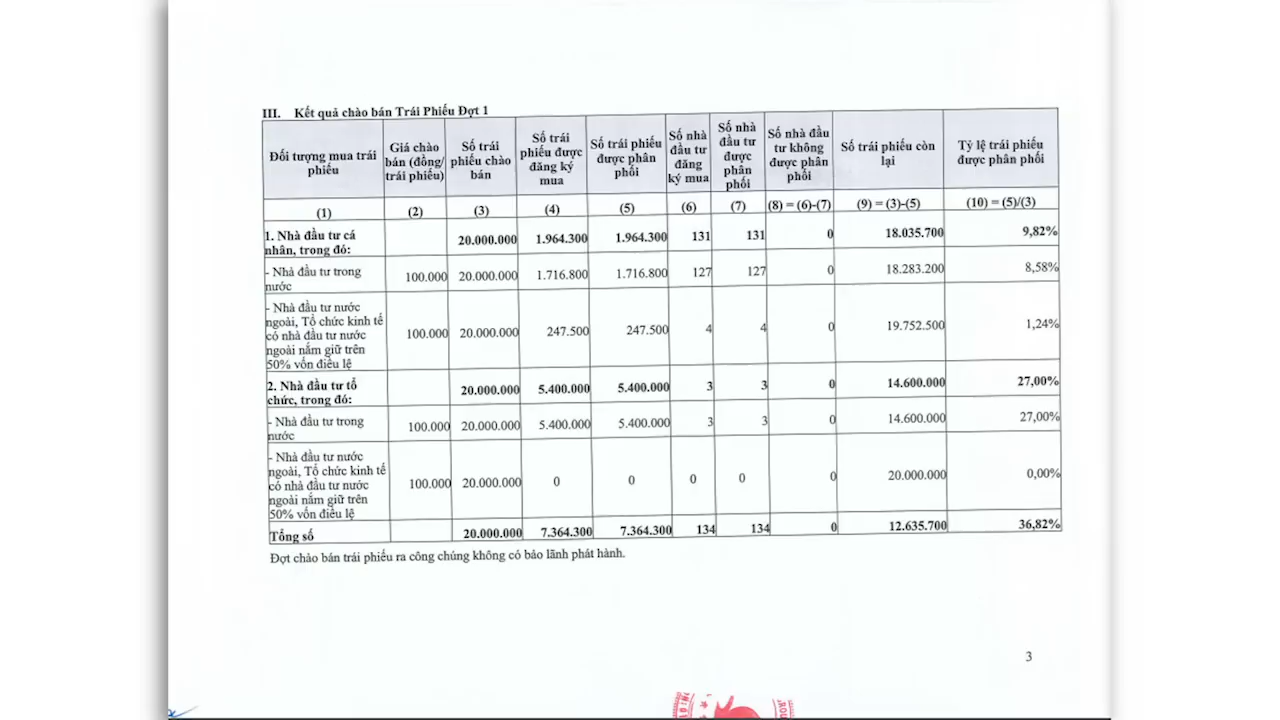 III. Kết quả chào bán Trái Phiếu Đợt 1
Đối tượng mua trái phiếu
Giá chào bán (đồng/ trái phiếu)
Số trái phiếu chào bán
Số trái phiếu được đăng ký mua
Số trái phiếu được phân phối
Số nhà đầu tư đăng ký mua
Số nhà đầu tư được phân phối
Số nhà đầu tư không được phân phối
Số trái phiếu còn lại
Tỷ lệ trái phiếu được phân phối
(1) (2) (3) (4) (5) (6) (7) (8) = (6)-(7) (9) = (3)-(5) (10) = (5)/(3)
1. Nhà đầu tư cá nhân, trong đó: 20.000.000 1.964.300 1.964.300 131 131 0 18.035.700 9,82%
- Nhà đầu tư trong nước 100.000 20.000.000 1.716.800 1.716.800 127 127 0 18.283.200 8,58%
- Nhà đầu tư nước ngoài, Tổ chức kinh tế có nhà đầu tư nước ngoài nắm giữ trên 50% vốn điều lệ 100.000 20.000.000 247.500 247.500 4 4 0 19.752.500 1,24%
2. Nhà đầu tư tổ chức, trong đó: 20.000.000 5.400.000 5.400.000 3 3 0 14.600.000 27,00%
- Nhà đầu tư trong nước 100.000 20.000.000 5.400.000 5.400.000 3 3 0 14.600.000 27,00%
- Nhà đầu tư nước ngoài, Tổ chức kinh tế có nhà đầu tư nước ngoài nắm giữ trên 50% vốn điều lệ 100.000 20.000.000 0 0 0 0 0 20.000.000 0,00%
Tổng số 20.000.000 7.364.300 7.364.300 134 134 0 12.635.700 36,82%
Đợt chào bán trái phiếu ra công chúng không có bảo lãnh phát hành.
3